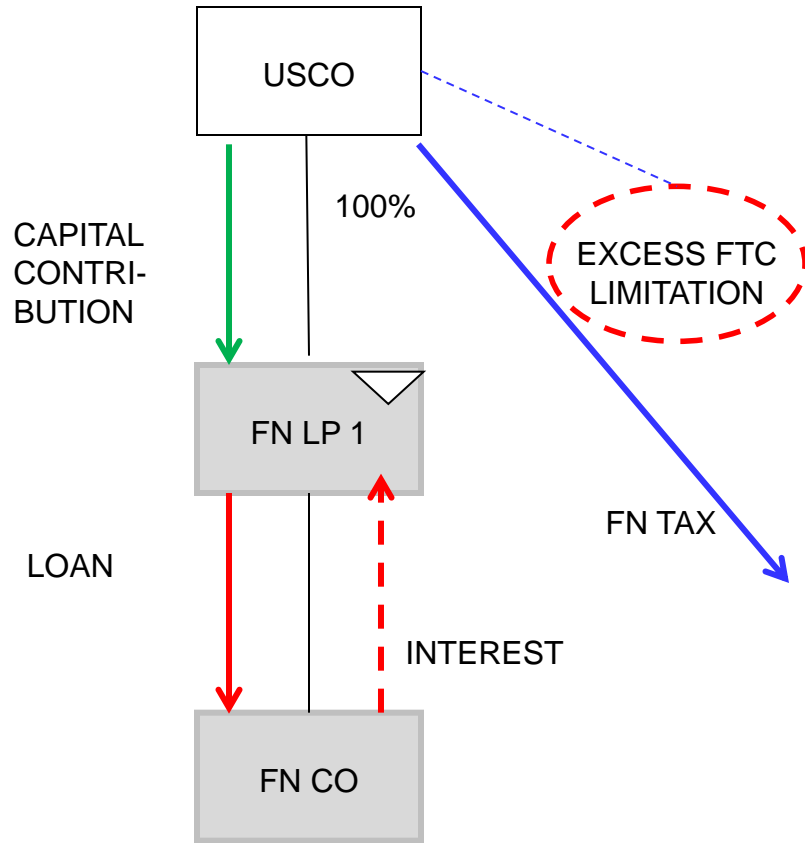 USCO
100%
CAPITAL
CONTRI-
BUTION
EXCESS FTC
LIMITATION
FN LP 1
FN TAX
LOAN
INTEREST
FN CO